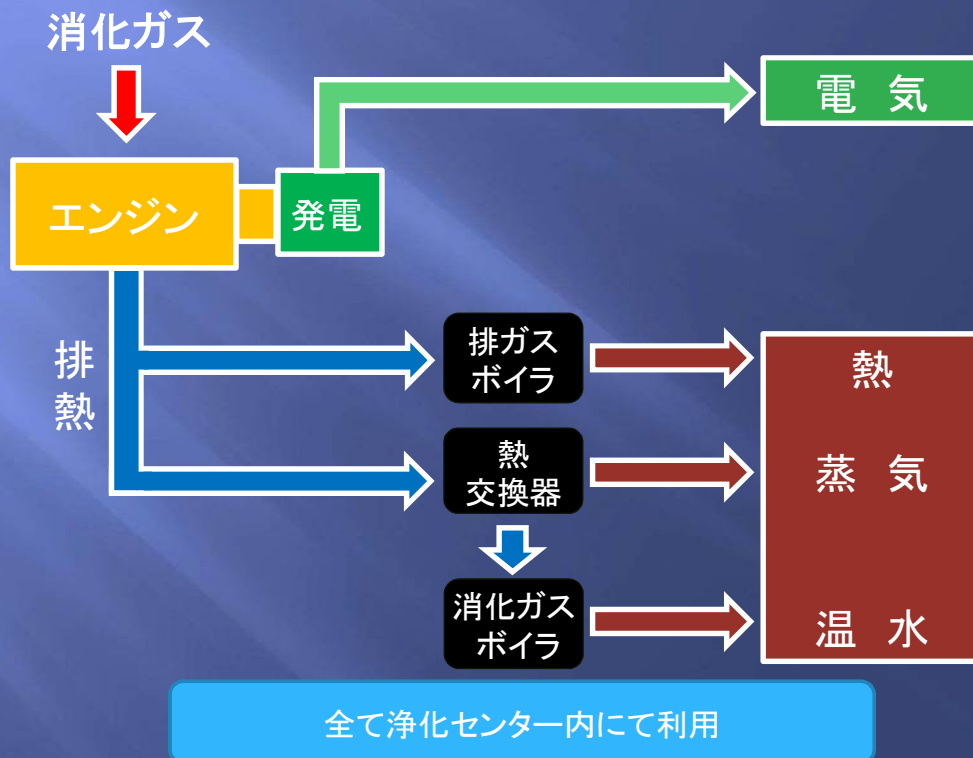 消化ガス
電 気
エンジン
発電
排
熱
排ガス
ボイラ
熱
熱
交換器
蒸 気
消化ガス
ボイラ
温 水
全て浄化センター内にて利用